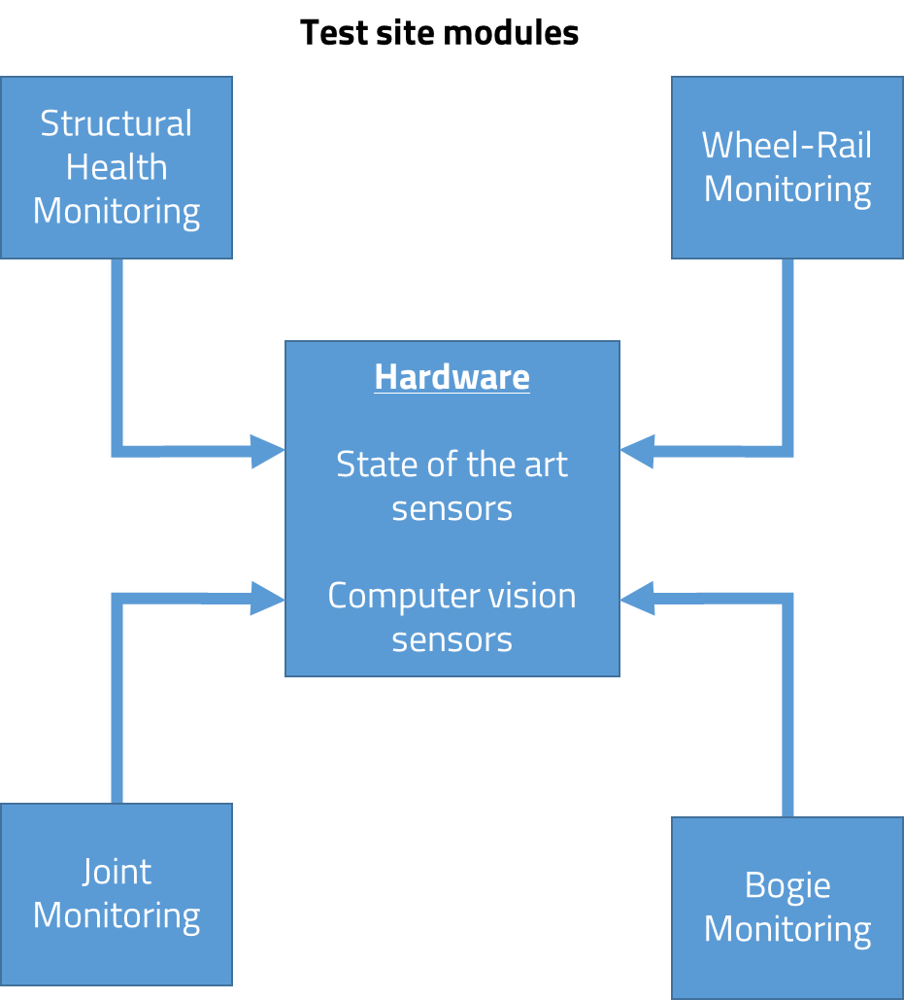 Test site modules
Structural
Health
Monitoring
Wheel-Rail
Monitoring
Hardware
State of the art
sensors
Computer vision
sensors
Joint
Monitoring
Bogie
Monitoring